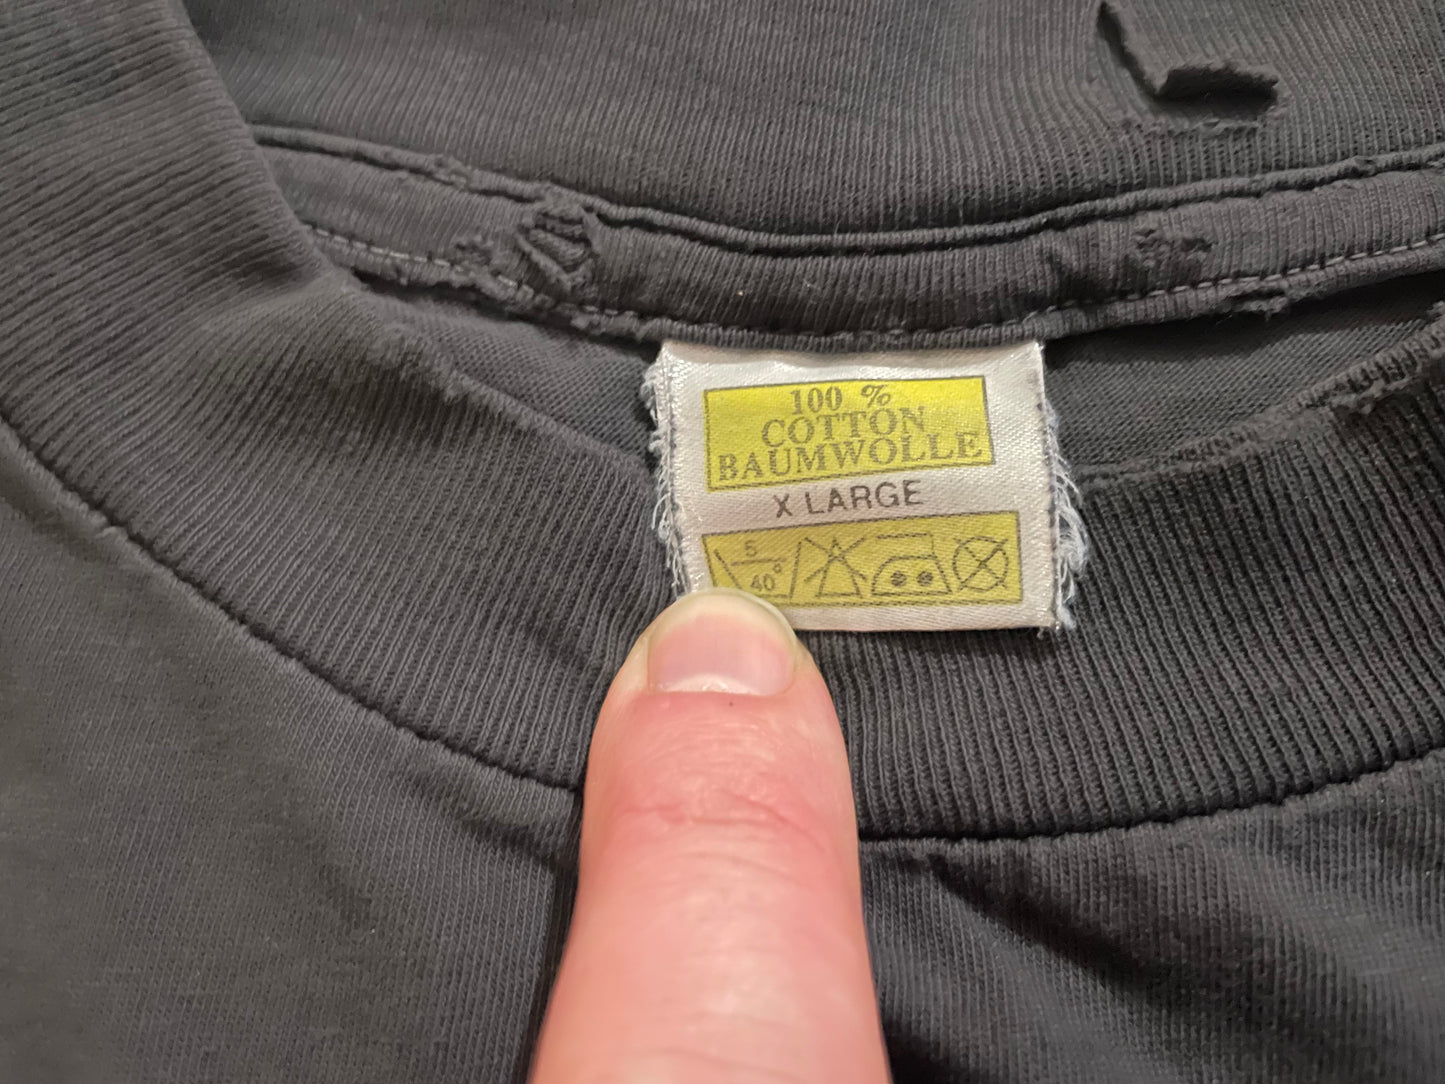 100 %
COTTON
BAUMWOLLE
X LARGE
5
40°